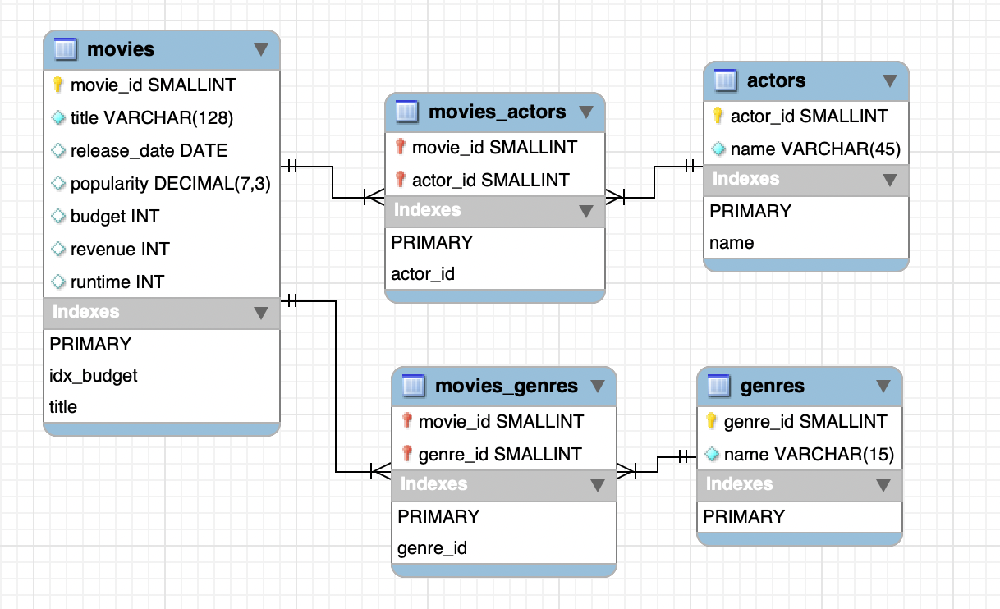 movies
movie_id SMALLINT
title VARCHAR(128)
release_date DATE
popularity DECIMAL(7,3)
budget INT
revenue INT
runtime INT
Indexes
PRIMARY
idx_budget
title
movies_actors
movie_id SMALLINT
actor_id SMALLINT
Indexes
PRIMARY
actor_id
actors
actor_id SMALLINT
name VARCHAR(45)
Indexes
PRIMARY
name
movies_genres
movie_id SMALLINT
genre_id SMALLINT
Indexes
PRIMARY
genre_id
genres
genre_id SMALLINT
name VARCHAR(15)
Indexes
PRIMARY